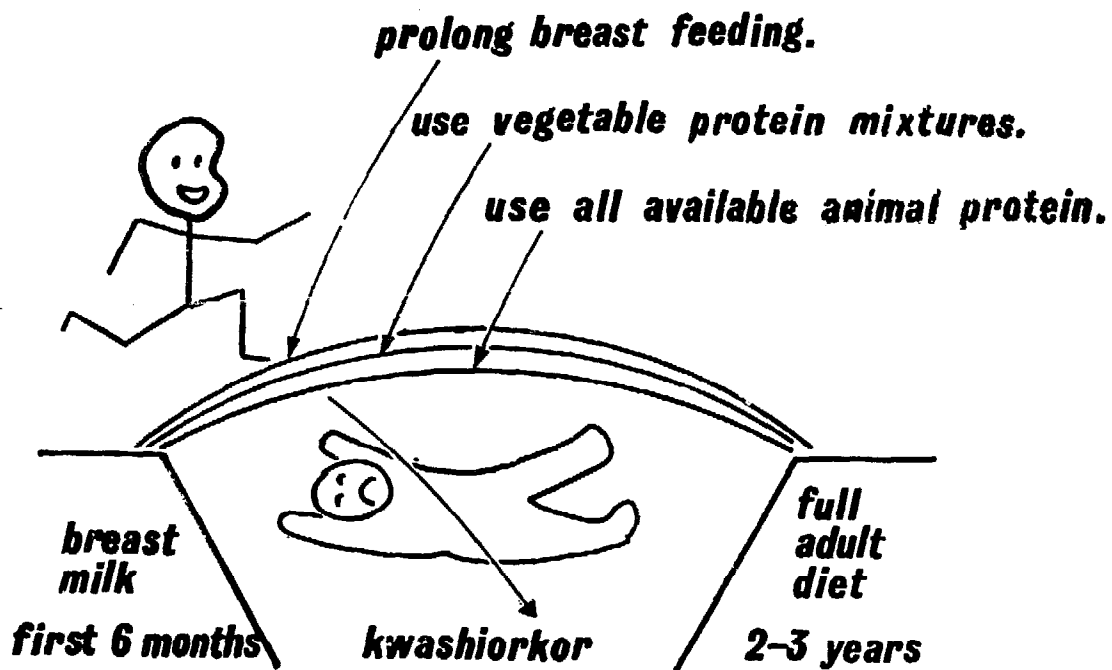 prolong breast feeding.
use vegetable protein mixtures.
use all available animal protein.
breast
milk
first 6 months
kwashiorkor
full
adult
diet
2-3 years